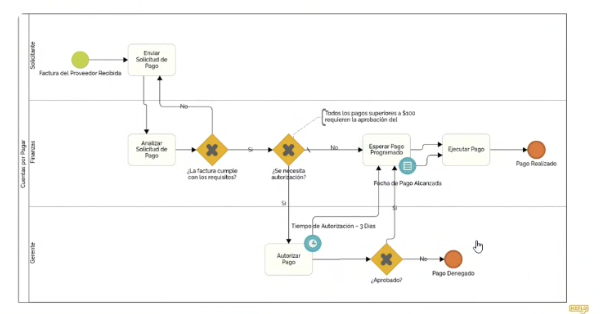 Cuentas por Pagar
Solicitante
Factura del Proveedor Recibida
Enviar
Solicitud de
Pago
Finanzas
No
Todos los pagos superiores a $100
requieren la aprobación del
Analizar
Solicitud de
Pago
Si
No
Esperar Pago
Programado
Ejecutar Pago
Pago Realizado
¿La factura cumple
con los requisitos?
¿Se necesita
autorización?
Fecha de Pago Alcanzada
Si
Si
Gerente
Tiempo de Autorización - 3 Dias
Autorizar
Pago
¿Aprobado?
No
Pago Denegado